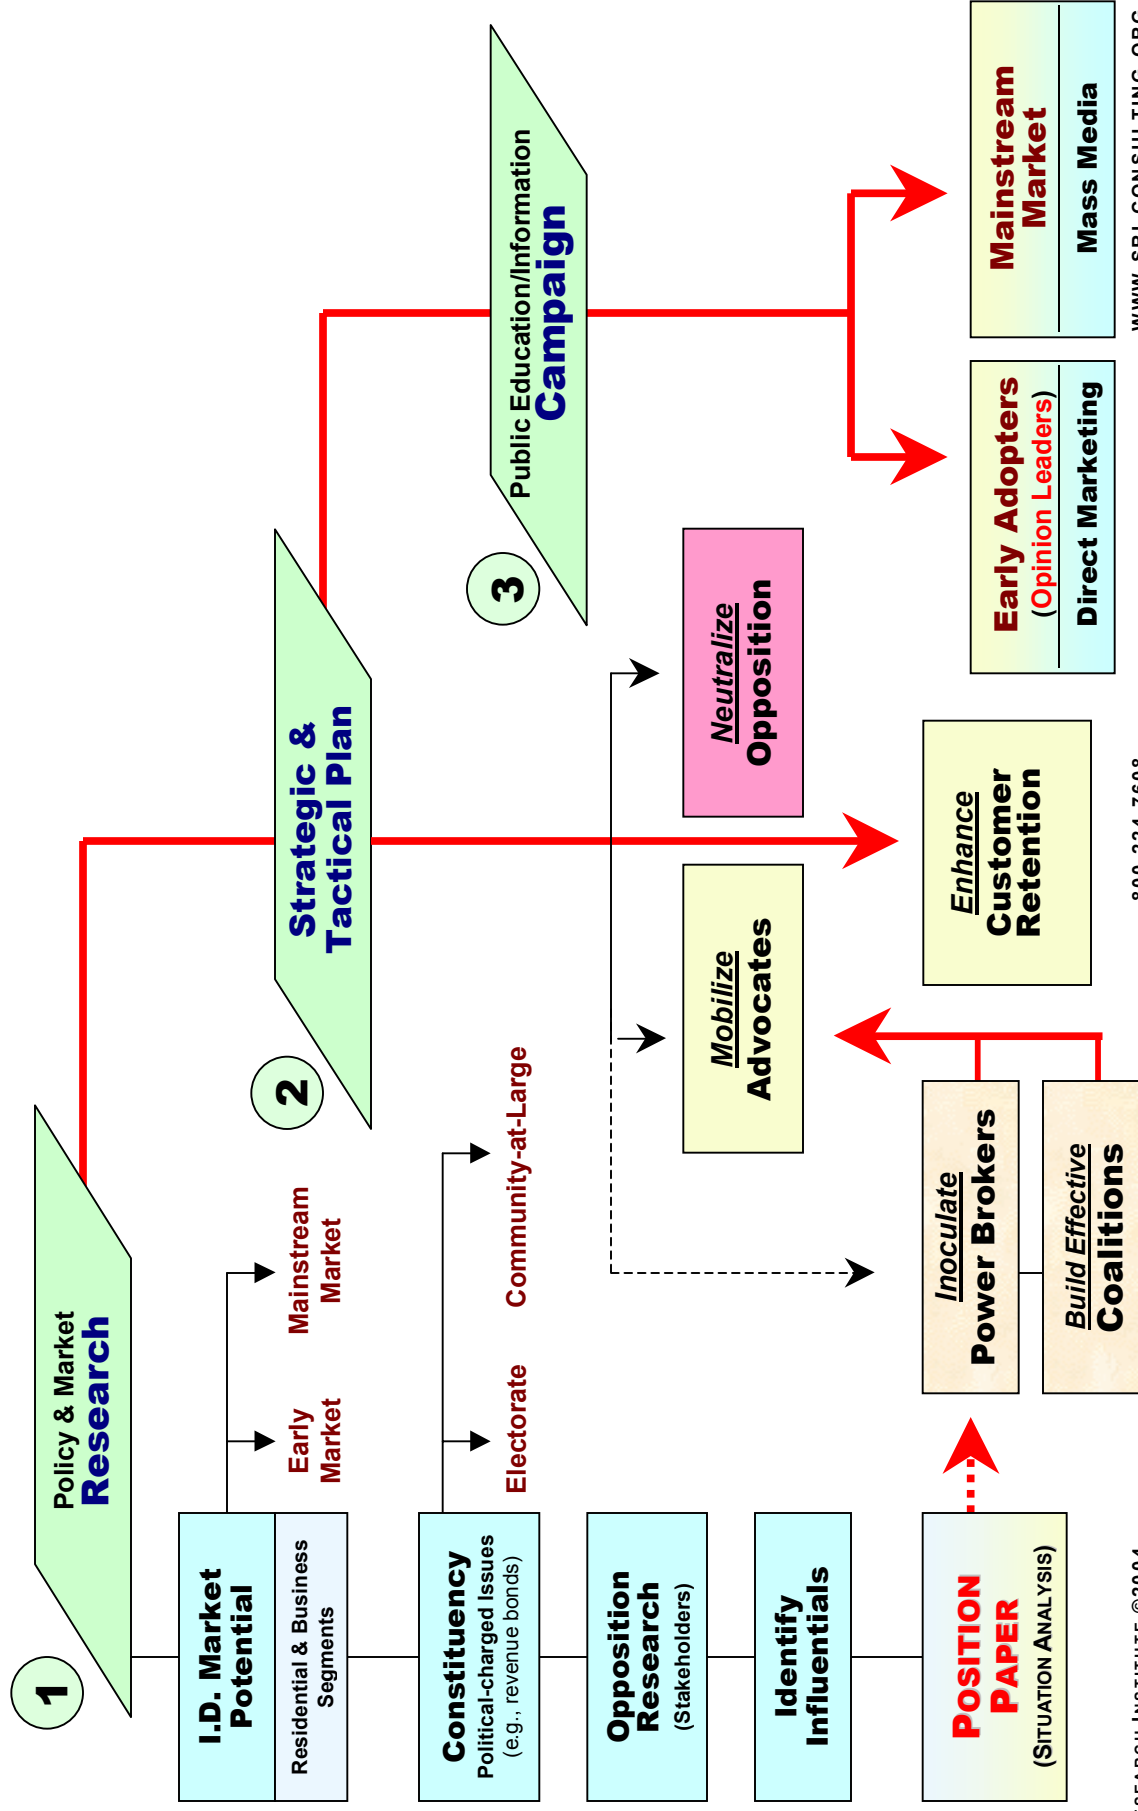 1
Policy & Market
Research
I.D. Market
Potential
Residential & Business
Segments
Early
Market
Mainstream
Market
Constituency
Political-charged Issues
(e.g., revenue bonds)
Electorate
Community-at-Large
Opposition
Research
(Stakeholders)
Identify
Influentials
POSITION
PAPER
(SITUATION ANALYSIS)
2
Strategic &
Tactical Plan
Mobilize
Advocates
Neutralize
Opposition
Inoculate
Power Brokers
Build Effective
Coalitions
Enhance
Customer
Retention
3
Public Education/Information
Campaign
Early Adopters
(Opinion Leaders)
Direct Marketing
Mainstream
Market
Mass Media
INSTITUTE ©2004